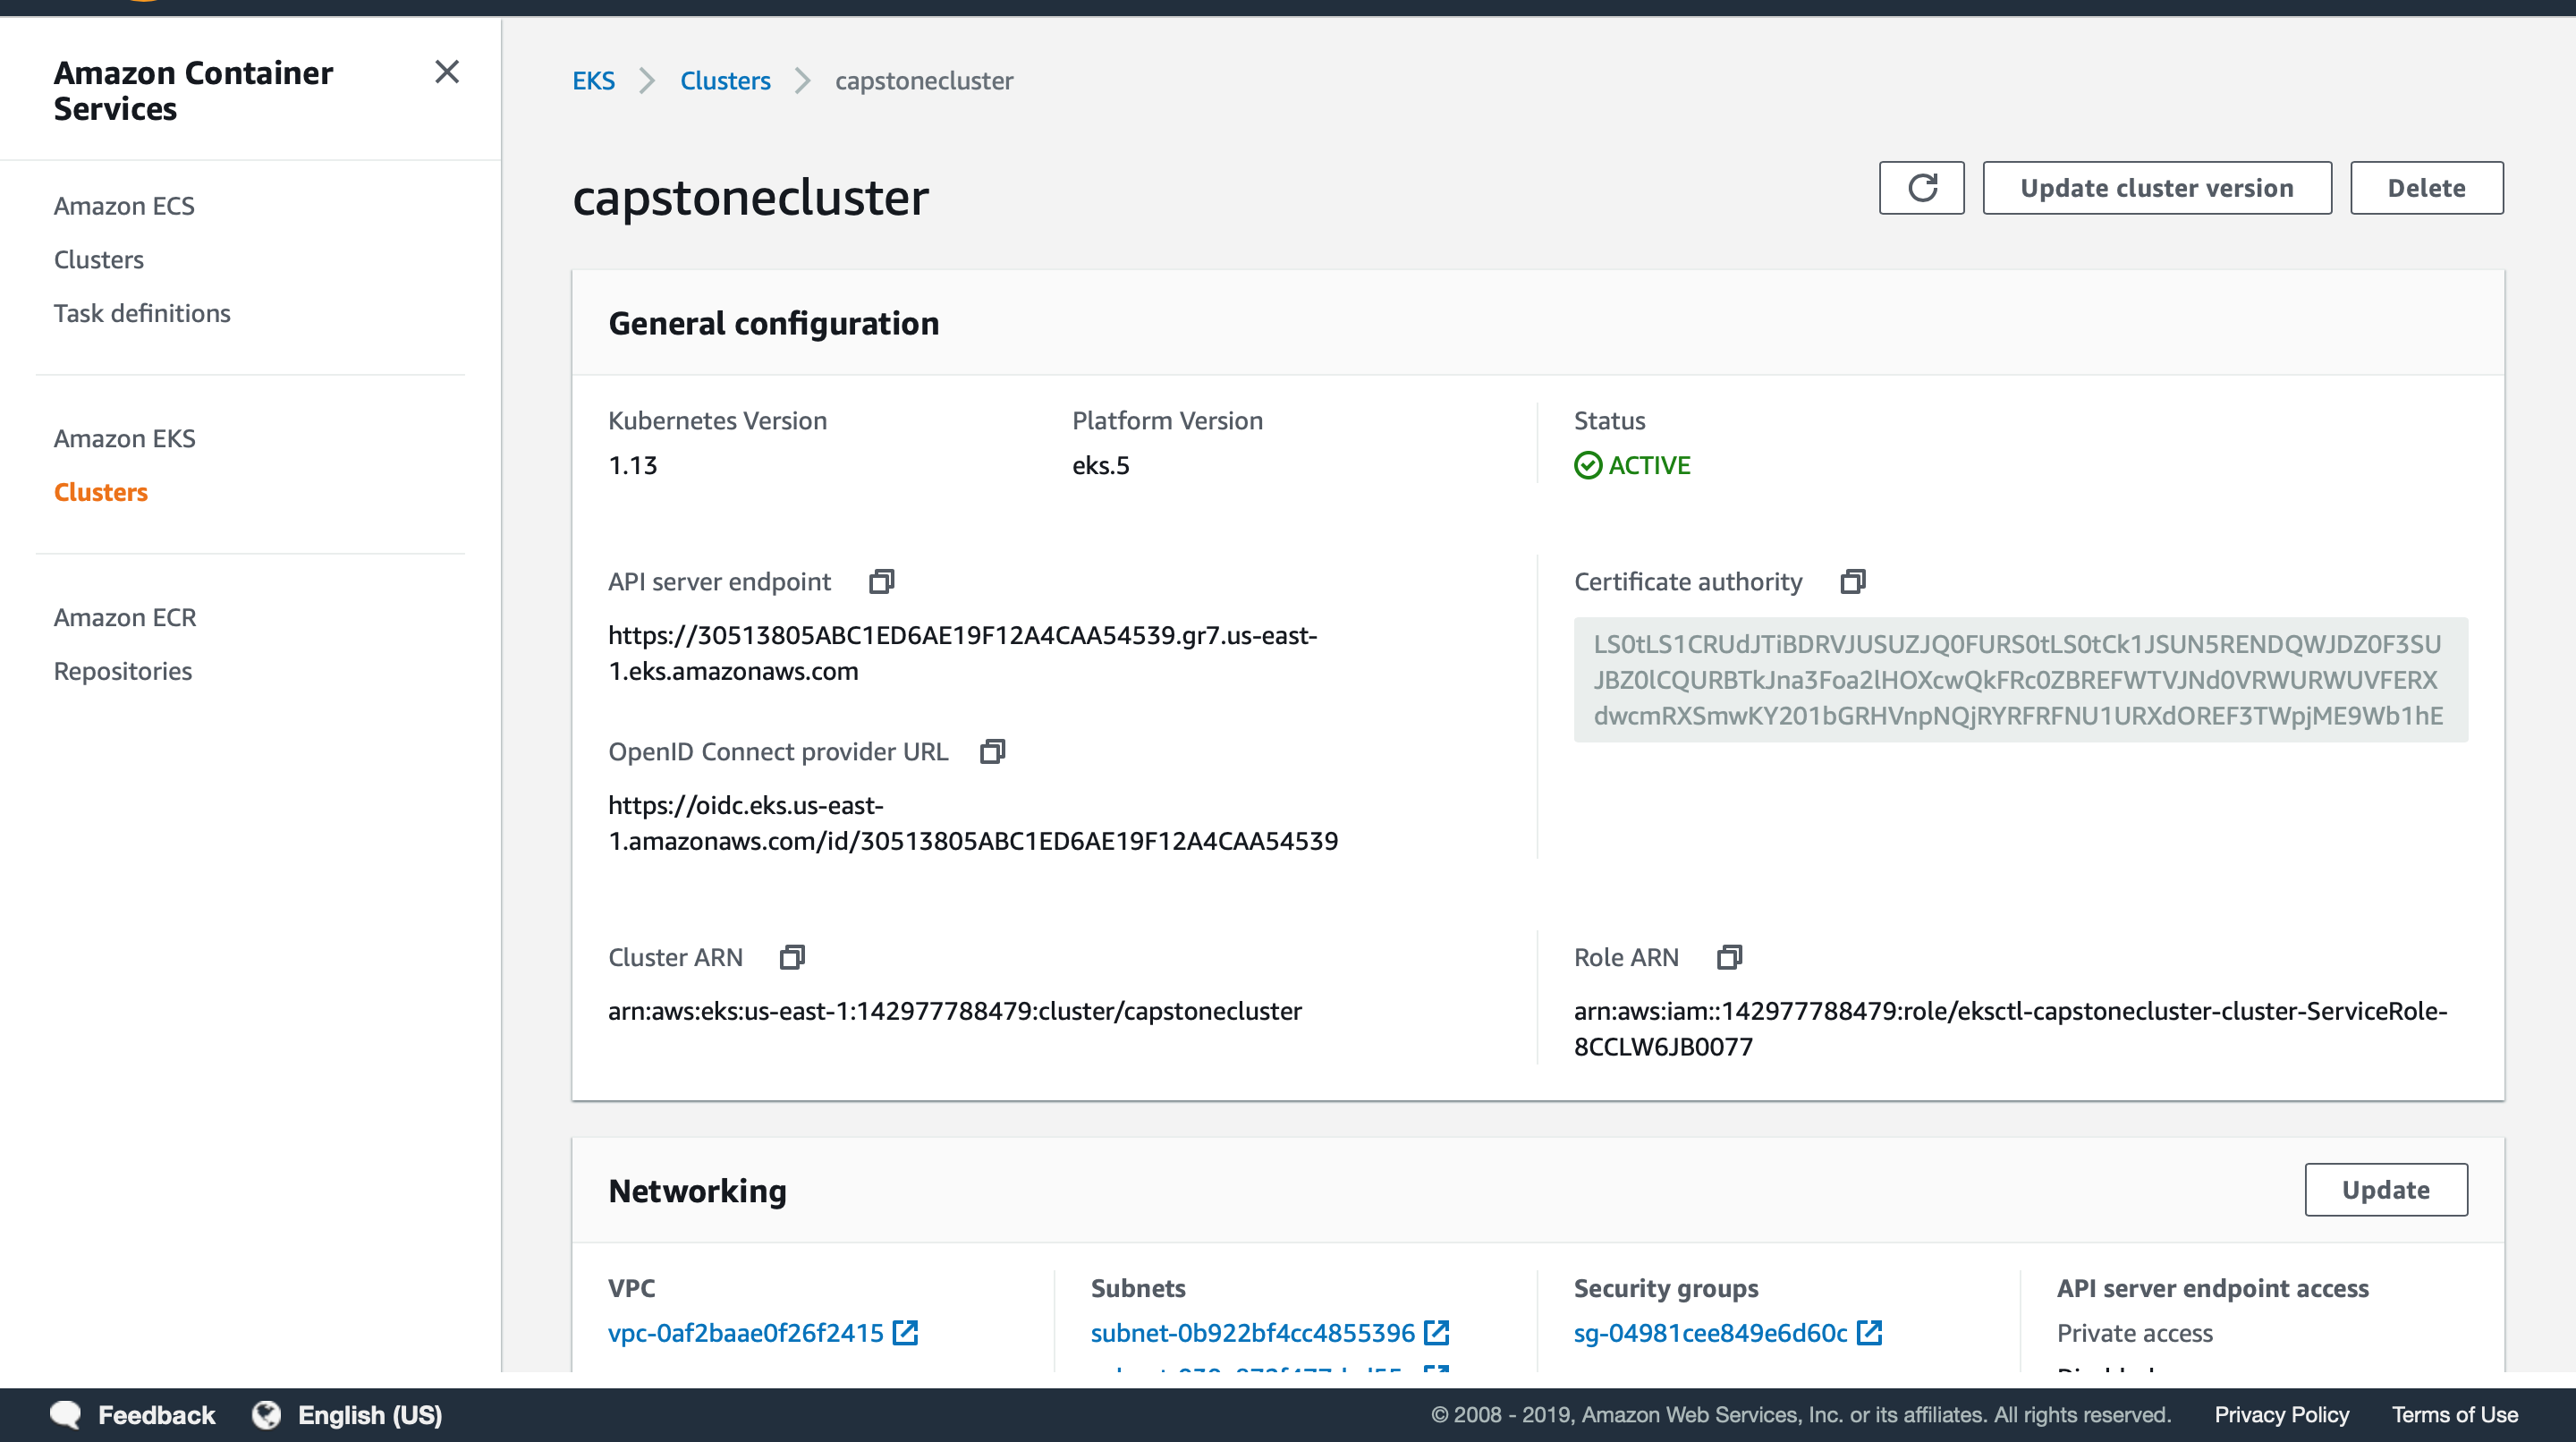 Amazon Container
Services
Amazon ECS
Clusters
Task definitions
Amazon EKS
Clusters
Amazon ECR
Repositories
EKS
Clusters
capstonecluster
capstonecluster
Update cluster version
Delete
General configuration
Kubernetes Version
1.13
Platform Version
eks.5
Status
ACTIVE
API server endpoint
https://30513805ABC1ED6AE19F12A4CAA54539.gr7.us-east-
1.eks.amazonaws.com
OpenID Connect provider URL
https://oidc.eks.us-east-
1.amazonaws.com/id/30513805ABC1ED6AE19F12A4CAA54539
Certificate authority
LS0tLS1CRUdJTiBDRVJUSUZJQ0FURS0tLS0tCk1JSUN5RENDQWJDZ0F3SU
JBZ0lCQURBTkJna3Foa2lHOXcwQkFRc0ZBREFWTVJNd0VRWURWUVFERX
dwcmRXSmwKY201bGRHVnpNQjRYRFRFNU1URXdOREF3TWpjME9Wb1hE
Cluster ARN
arn:aws:eks:us-east-1:142977788479:cluster/capstonecluster
Role ARN
arn:aws:iam::142977788479:role/eksctl-capstonecluster-cluster-ServiceRole-
8CCLW6JB0077
Networking
Update
VPC
vpc-0af2baae0f26f2415
Subnets
subnet-0b922bf4cc4855396
Security groups
sg-04981cee849e6d60c
API server endpoint access
Private access
Feedback
English (US)
© 2008 - 2019, Amazon Web Services, Inc. or its affiliates. All rights reserved.
Privacy Policy
Terms of Use